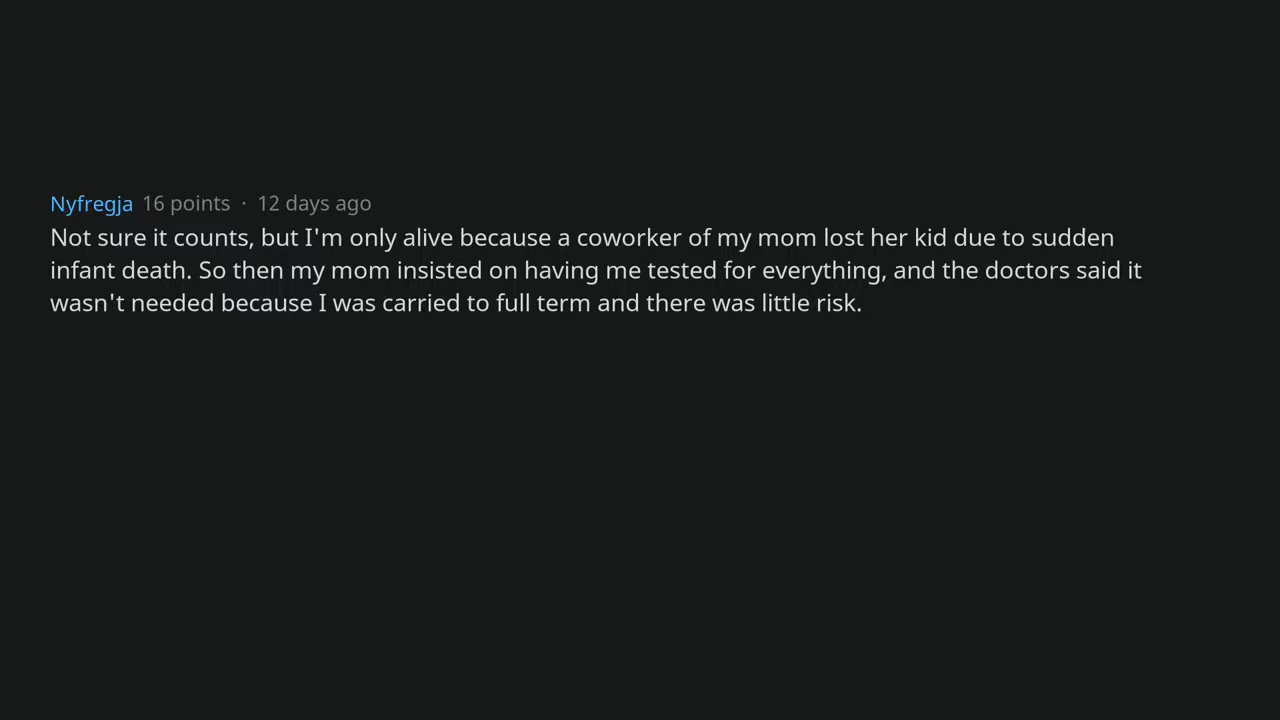 Nyfregja 16 points · 12 days ago
Not sure it counts, but I'm only alive because a coworker of my mom lost her kid due to sudden
infant death. So then my mom insisted on having me tested for everything, and the doctors said it
wasn't needed because I was carried to full term and there was little risk.